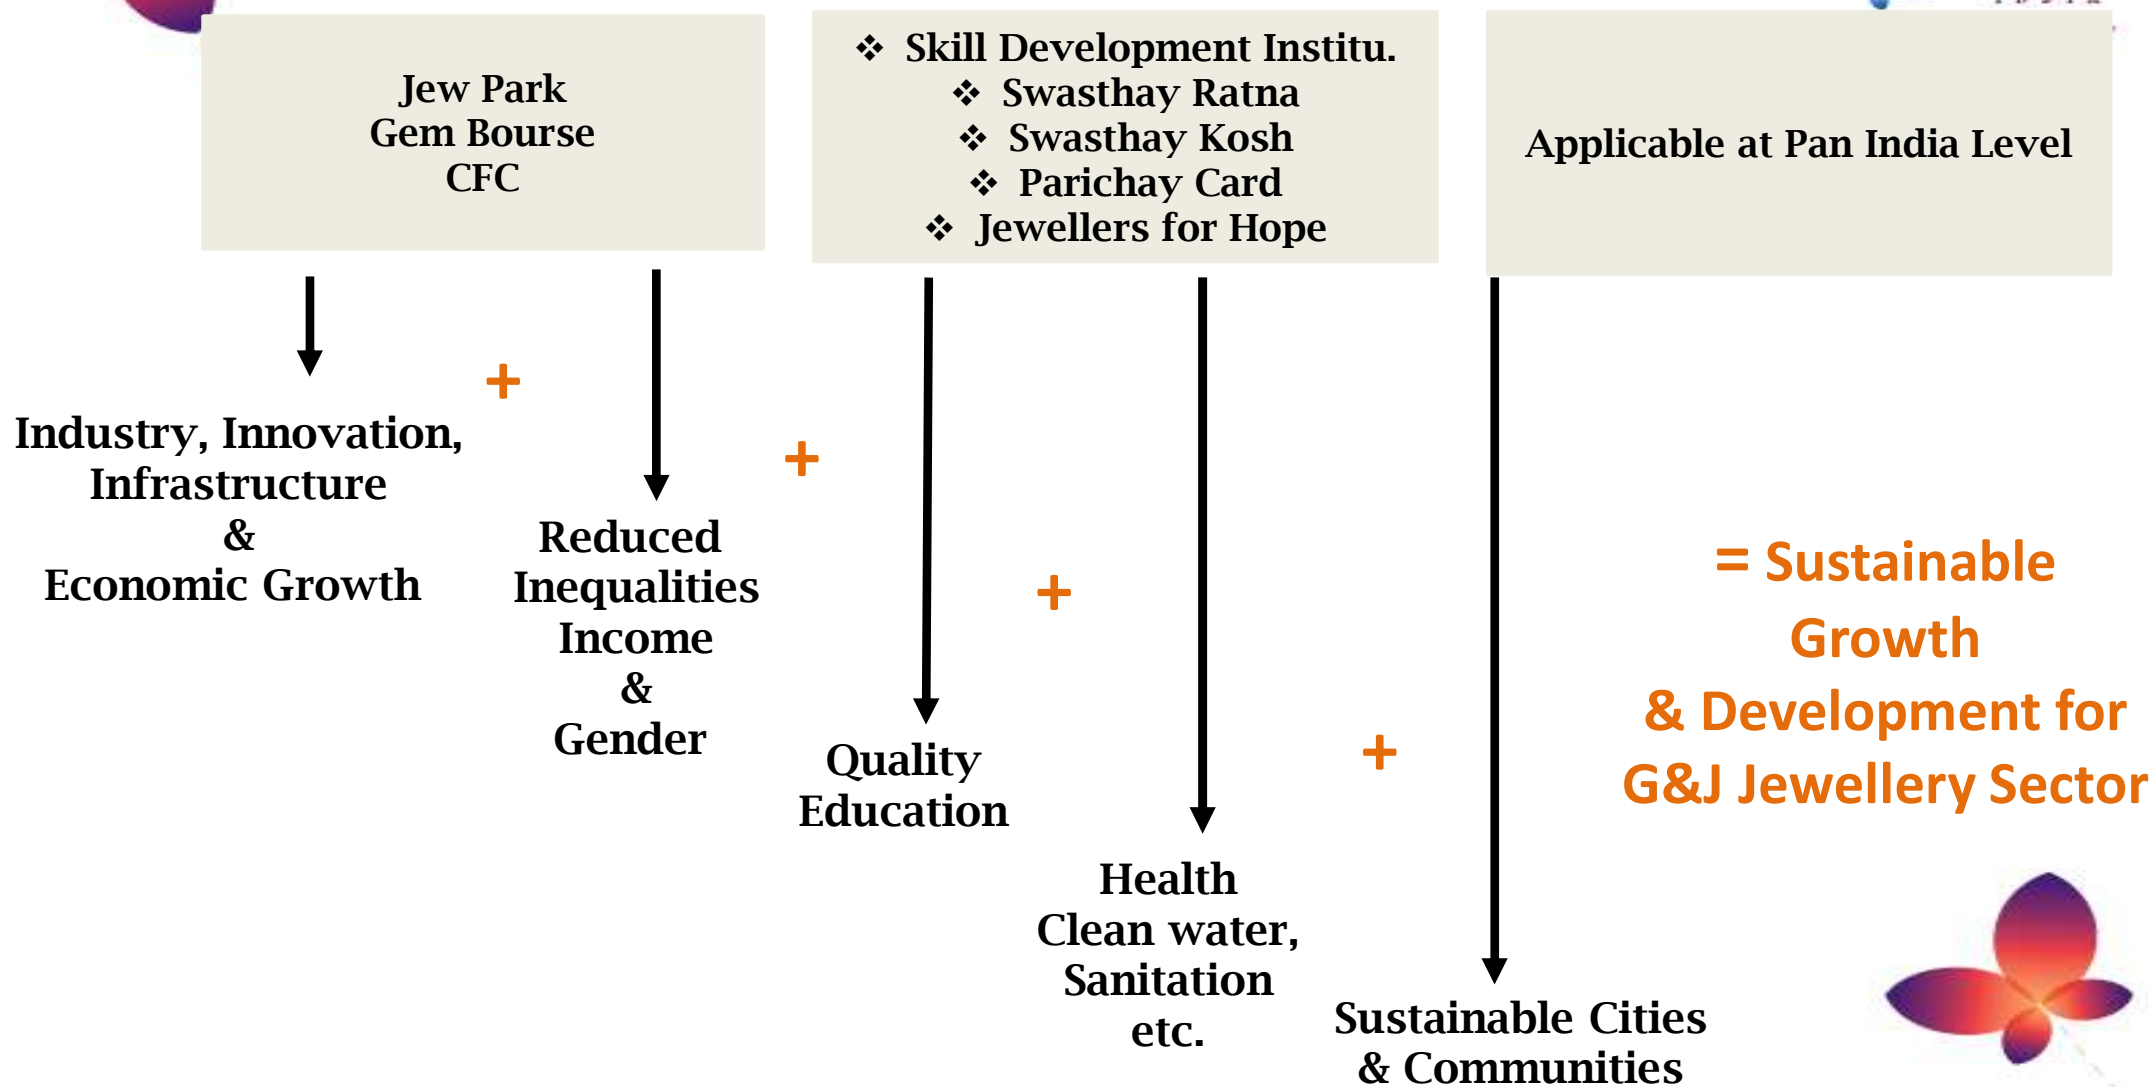 Jew Park
Gem Bourse
CFC
❖ Skill Development Institu.
❖ Swasthay Ratna
❖ Swasthay Kosh
❖ Parichay Card
❖ Jewellers for Hope
Applicable at Pan India Level
Industry, Innovation,
Infrastructure
&
Economic Growth
+
Reduced
Inequalities
Income
&
Gender
+
Quality
Education
+
Health
Clean water,
Sanitation
etc.
+
Sustainable Cities
& Communities
= Sustainable
Growth
& Development for
G&J Jewellery Sector